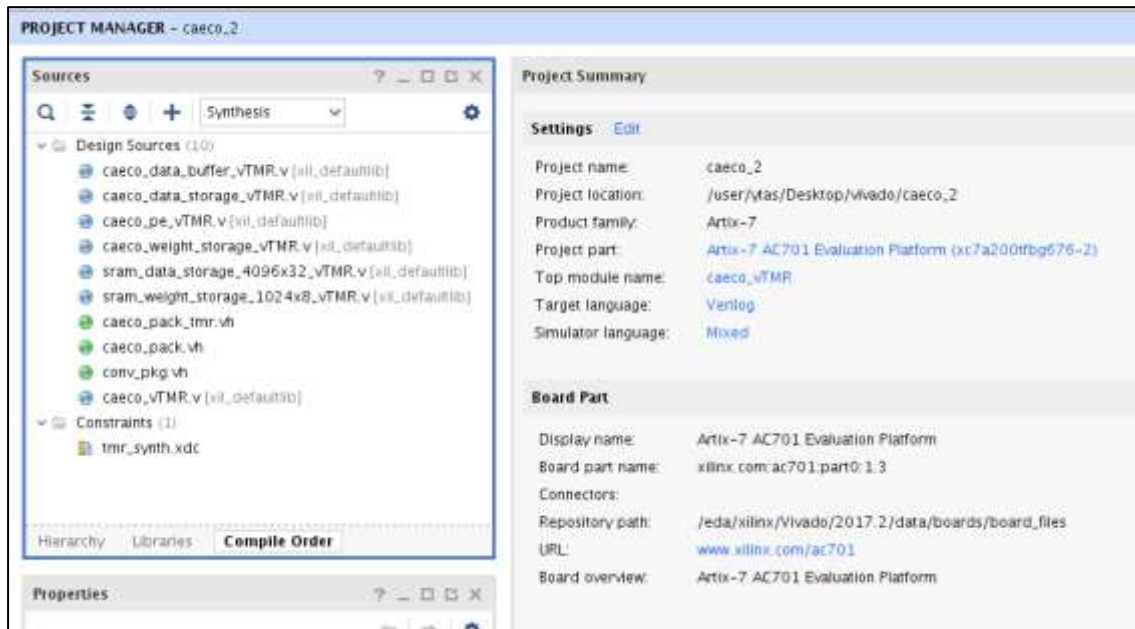 PROJECT MANAGER - caeco_2
Sources
Synthesis
Design Sources (10)
caeco_data_buffer_vTMR.v [xil_defaultlib]
caeco_data_storage_vTMR.v [xil_defaultlib]
caeco_pe_vTMR.v [xil_defaultlib]
caeco_weight_storage_vTMR.v [xil_defaultlib]
sram_data_storage_4096x32_vTMR.v [xil_defaultlib]
sram_weight_storage_1024x8_vTMR.v [xil_defaultlib]
caeco_pack_tmr.vh
caeco_pack.vh
conv_pkg.vh
caeco_vTMR.v [xil_defaultlib]
Constraints (1)
tmr_synth.xdc
Hierarchy Libraries Compile Order
Properties
Project Summary
Settings Edit
Project name: caeco_2
Project location: /user/ytas/Desktop/vivado/caeco_2
Product family: Artix-7
Project part: Artix-7 AC701 Evaluation Platform (xc7a200tfbg676-2)
Top module name: caeco_vTMR
Target language: Verilog
Simulator language: Mixed
Board Part
Display name: Artix-7 AC701 Evaluation Platform
Board part name: xilinx.com:ac701:part0:1.3
Connectors:
Repository path: /eda/xilinx/Vivado/2017.2/data/boards/board_files
URL: www.xilinx.com/ac701
Board overview: Artix-7 AC701 Evaluation Platform